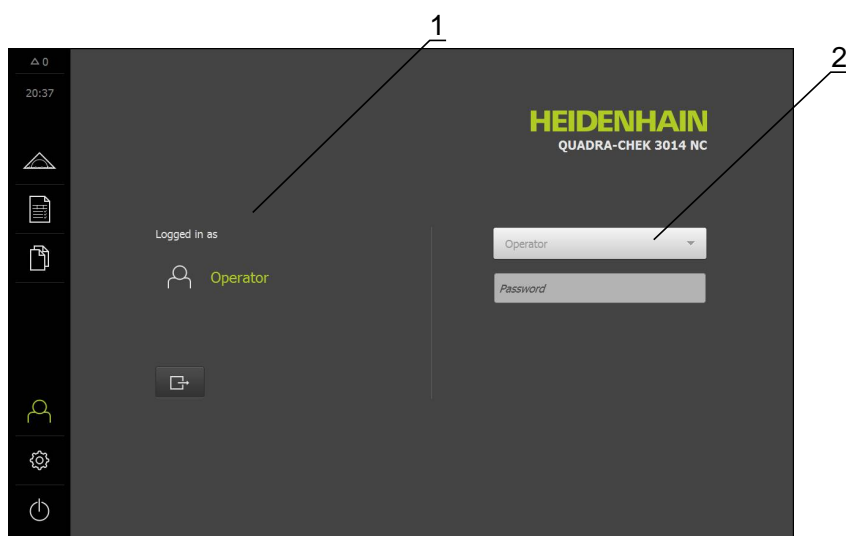 1
2
△ 0
20:37
HEIDENHAIN
QUADRA-CHEK 3014 NC
Logged in as
Operator
Operator
Password